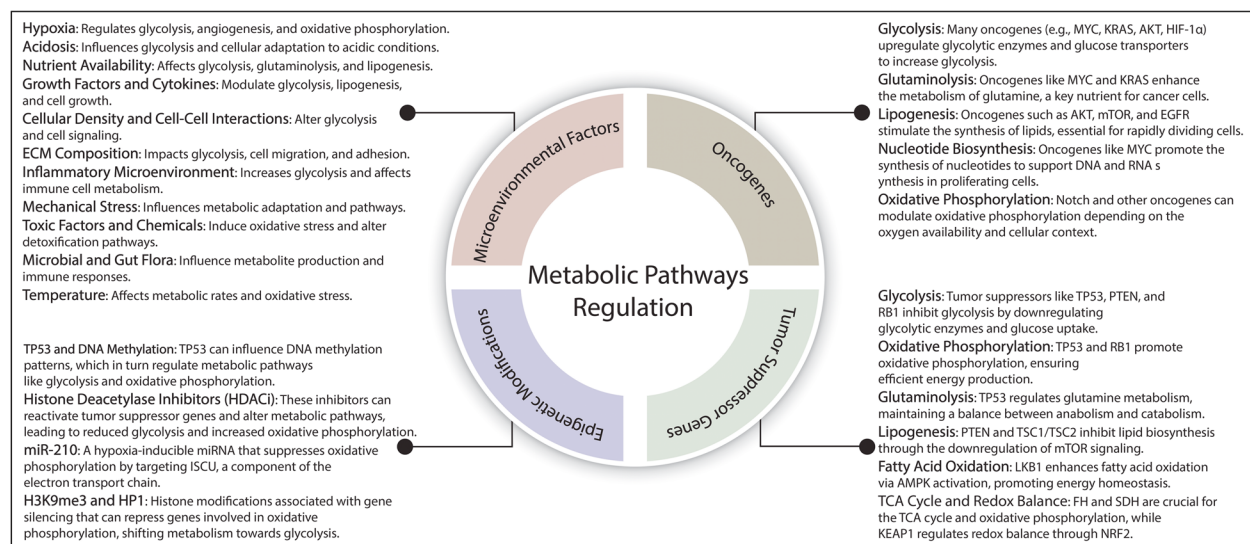 Hypoxia: Regulates glycolysis, angiogenesis, and oxidative phosphorylation.
Acidosis: Influences glycolysis and cellular adaptation to acidic conditions.
Nutrient Availability: Affects glycolysis, glutaminolysis, and lipogenesis.
Growth Factors and Cytokines: Modulate glycolysis, lipogenesis,
and cell growth.
Cellular Density and Cell-Cell Interactions: Alter glycolysis
and cell signaling.
ECM Composition: Impacts glycolysis, cell migration, and adhesion.
Inflammatory Microenvironment: Increases glycolysis and affects
immune cell metabolism.
Mechanical Stress: Influences metabolic adaptation and pathways.
Toxic Factors and Chemicals: Induce oxidative stress and alter
detoxification pathways.
Microbial and Gut Flora: Influence metabolite production and
immune responses.
Temperature: Affects metabolic rates and oxidative stress.
TP53 and DNA Methylation: TP53 can influence DNA methylation
patterns, which in turn regulate metabolic pathways
like glycolysis and oxidative phosphorylation.
Histone Deacetylase Inhibitors (HDACi): These inhibitors can
reactivate tumor suppressor genes and alter metabolic pathways,
leading to reduced glycolysis and increased oxidative phosphorylation.
miR-210: A hypoxia-inducible miRNA that suppresses oxidative
phosphorylation by targeting ISCU, a component of the
electron transport chain.
H3K9me3 and HP1: Histone modifications associated with gene
silencing that can repress genes involved in oxidative
phosphorylation, shifting metabolism towards glycolysis.
Microenvironmental Factors
Oncogenes
Metabolic Pathways
Regulation
Epigenetic Modifications
Tumor Suppressor Genes
Glycolysis: Many oncogenes (e.g., MYC, KRAS, AKT, HIF-1α)
upregulate glycolytic enzymes and glucose transporters
to increase glycolysis.
Glutaminolysis: Oncogenes like MYC and KRAS enhance
the metabolism of glutamine, a key nutrient for cancer cells.
Lipogenesis: Oncogenes such as AKT, mTOR, and EGFR
stimulate the synthesis of lipids, essential for rapidly dividing cells.
Nucleotide Biosynthesis: Oncogenes like MYC promote the
synthesis of nucleotides to support DNA and RNA s
ynthesis in proliferating cells.
Oxidative Phosphorylation: Notch and other oncogenes can
modulate oxidative phosphorylation depending on the
oxygen availability and cellular context.
Glycolysis: Tumor suppressors like TP53, PTEN, and
RB1 inhibit glycolysis by downregulating
glycolytic enzymes and glucose uptake.
Oxidative Phosphorylation: TP53 and RB1 promote
oxidative phosphorylation, ensuring
efficient energy production.
Glutaminolysis: TP53 regulates glutamine metabolism,
maintaining a balance between anabolism and catabolism.
Lipogenesis: PTEN and TSC1/TSC2 inhibit lipid biosynthesis
through the downregulation of mTOR signaling.
Fatty Acid Oxidation: LKB1 enhances fatty acid oxidation
via AMPK activation, promoting energy homeostasis.
TCA Cycle and Redox Balance: FH and SDH are crucial for
the TCA cycle and oxidative phosphorylation, while
KEAP1 regulates redox balance through NRF2.